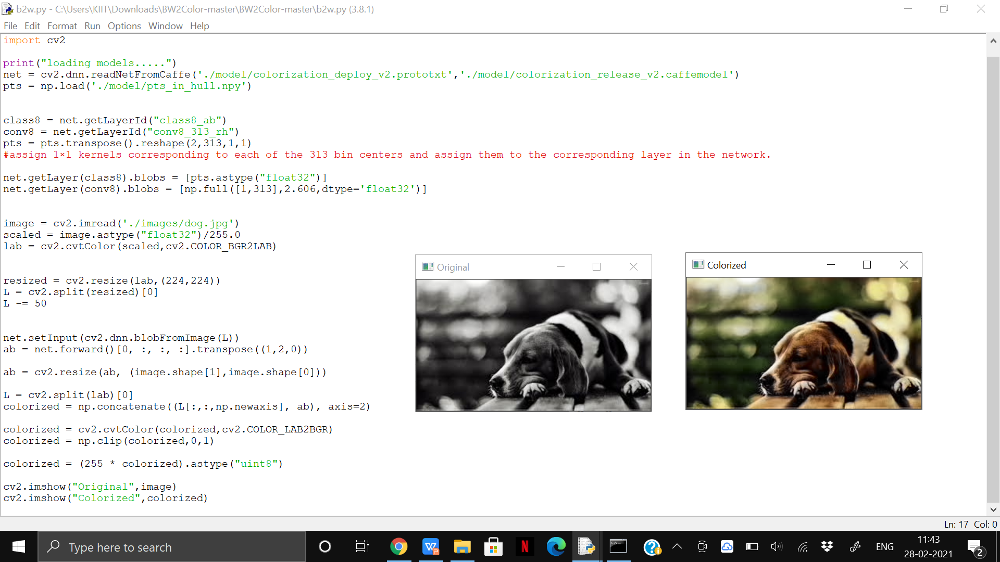 b2w.py - C:\Users\KIIT\Downloads\BW2Color-master\BW2Color-master\b2w.py (3.8.1)
File Edit Format Run Options Window Help
import cv2
print("loading models.....")
net = cv2.dnn.readNetFromCaffe('./model/colorization_deploy_v2.prototxt','./model/colorization_release_v2.caffemodel')
pts = np.load('./model/pts_in_hull.npy')
class8 = net.getLayerId("class8_ab")
conv8 = net.getLayerId("conv8_313_rh")
pts = pts.transpose().reshape(2,313,1,1)
#assign 1×1 kernels corresponding to each of the 313 bin centers and assign them to the corresponding layer in the network.
net.getLayer(class8).blobs = [pts.astype("float32")]
net.getLayer(conv8).blobs = [np.full([1,313],2.606,dtype='float32')]
image = cv2.imread('./images/dog.jpg')
scaled = image.astype("float32")/255.0
lab = cv2.cvtColor(scaled,cv2.COLOR_BGR2LAB)
resized = cv2.resize(lab,(224,224))
L = cv2.split(resized)[0]
L -= 50
net.setInput(cv2.dnn.blobFromImage(L))
ab = net.forward()[0, :, :, :].transpose((1,2,0))
ab = cv2.resize(ab, (image.shape[1],image.shape[0]))
L = cv2.split(lab)[0]
colorized = np.concatenate((L[:,:,np.newaxis], ab), axis=2)
colorized = cv2.cvtColor(colorized,cv2.COLOR_LAB2BGR)
colorized = np.clip(colorized,0,1)
colorized = (255 * colorized).astype("uint8")
cv2.imshow("Original",image)
cv2.imshow("Colorized",colorized)
Original
Colorized
Ln: 17 Col: 0
Type here to search
ENG
11:43
28-02-2021
2